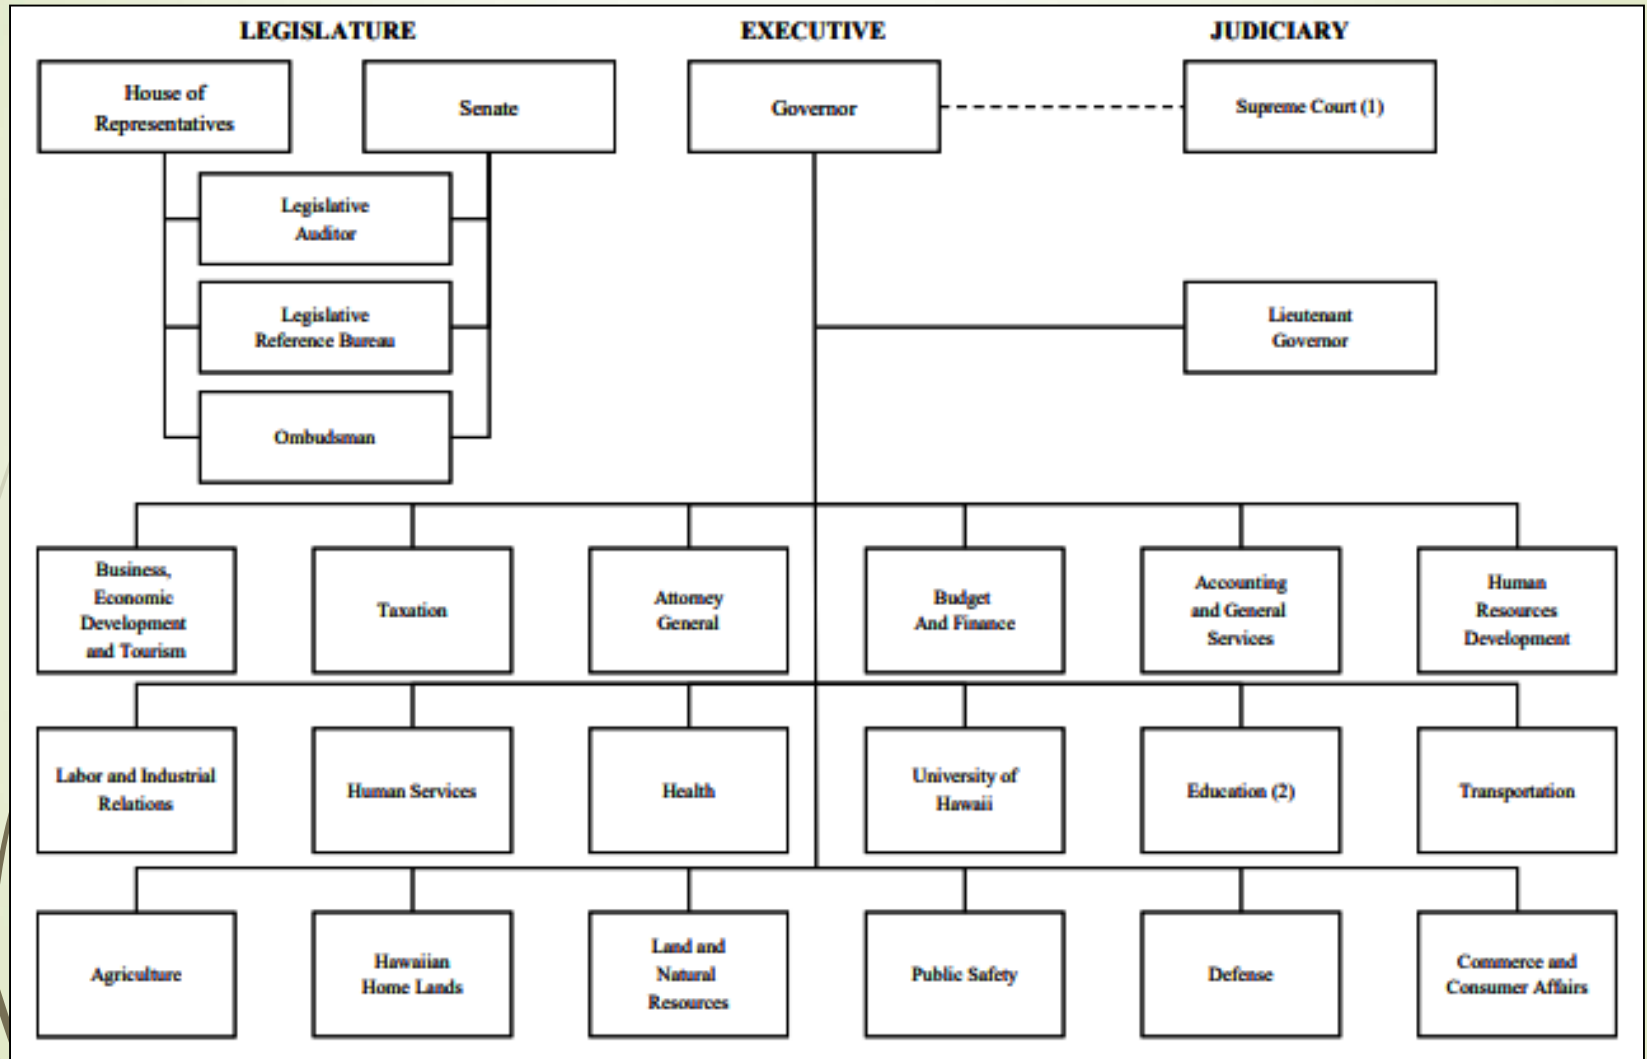 LEGISLATURE
EXECUTIVE
JUDICIARY
House of
Representatives
Senate
Governor
Supreme Court (1)
Legislative
Auditor
Legislative
Reference Bureau
Lieutenant
Governor
Ombudsman
Business,
Economic
Development
and Tourism
Taxation
Attorney
General
Budget
And Finance
Accounting
and General
Services
Human
Resources
Development
Labor and Industrial
Relations
Human Services
Health
University of
Hawaii
Education (2)
Transportation
Agriculture
Hawaiian
Home Lands
Land and
Natural
Resources
Public Safety
Defense
Commerce and
Consumer Affairs